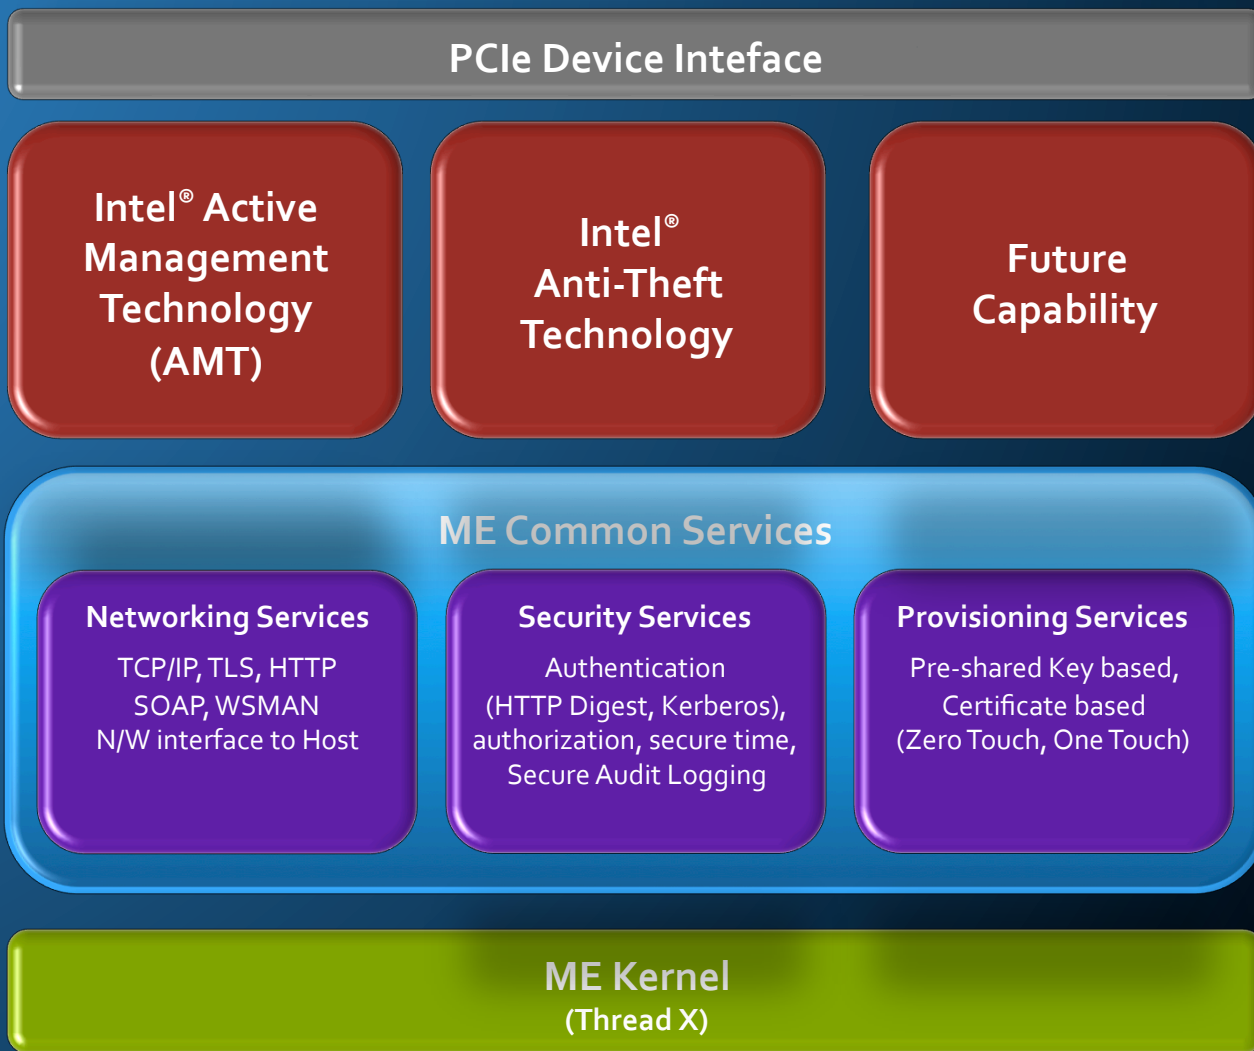 PCIe Device Inteface
Intel® Active
Management
Technology
(AMT)
Intel®
Anti-Theft
Technology
Future
Capability
ME Common Services
Networking Services
TCP/IP, TLS, HTTP
SOAP, WSMAN
N/W interface to Host
Security Services
Authentication
(HTTP Digest, Kerberos),
authorization, secure time,
Secure Audit Logging
Provisioning Services
Pre-shared Key based,
Certificate based
(Zero Touch, One Touch)
ME Kernel
(Thread X)